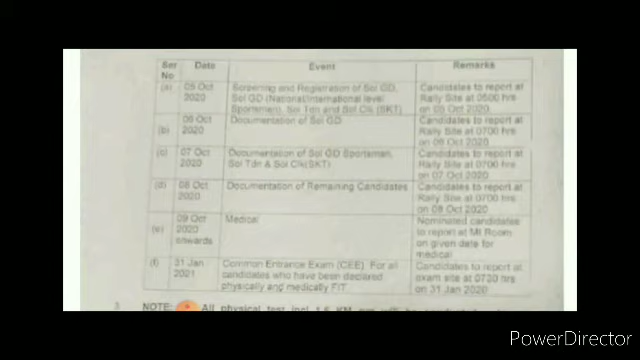 Ser No Date Event Remarks
(a) 05 Oct 2020 Screening and Registration of Sol GD, Sol GD (National/International level Sportsmen), Sol Tdn and Sol Clk (SKT) Candidates to report at Rally Site at 0500 hrs on 05 Oct 2020
(b) 06 Oct 2020 Documentation of Sol GD Candidates to report at Rally Site at 0700 hrs on 06 Oct 2020
(c) 07 Oct 2020 Documentation of Sol GD Sportsman, Sol Tdn & Sol Clk(SKT) Candidates to report at Rally Site at 0700 hrs on 07 Oct 2020
(d) 08 Oct 2020 Documentation of Remaining Candidates Candidates to report at Rally Site at 0700 hrs on 08 Oct 2020
(e) 09 Oct 2020 onwards Medical Nominated candidates to report at MI Room on given date for medical
(f) 31 Jan 2021 Common Entrance Exam (CEE). For all candidates who have been declared physically and medically FIT Candidates to report at exam site at 0730 hrs on 31 Jan 2020
3 NOTE: All physical test incl 1.6 KM
PowerDirector